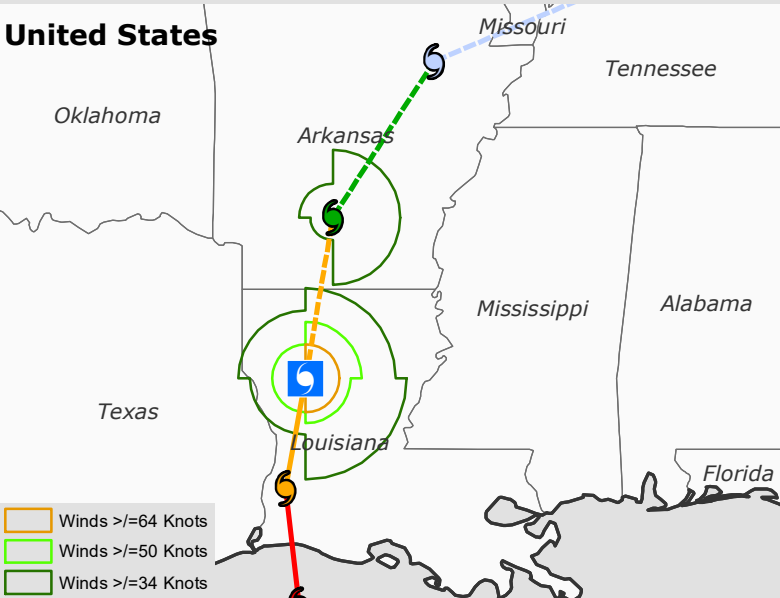 Missouri
United States
Tennessee
Oklahoma
Arkansas
Mississippi
Alabama
Texas
Louisiana
Florida
Winds >/=64 Knots
Winds >/=50 Knots
Winds >/=34 Knots